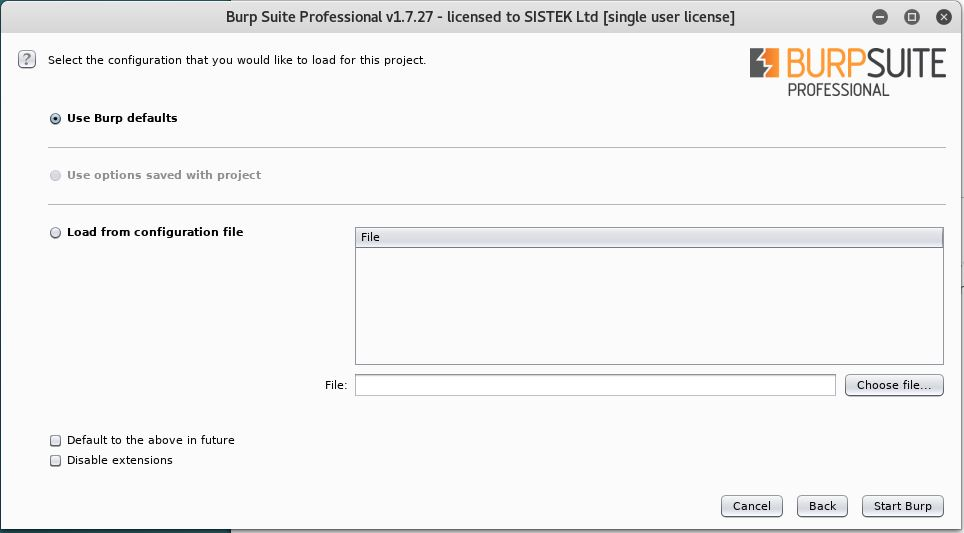 Burp Suite Professional v1.7.27 - licensed to SISTEK Ltd [single user license]
?
Select the configuration that you would like to load for this project.
BURPSUITE
PROFESSIONAL
Use Burp defaults
Use options saved with project
Load from configuration file
File
File:
Choose file...
Default to the above in future
Disable extensions
Cancel
Back
Start Burp